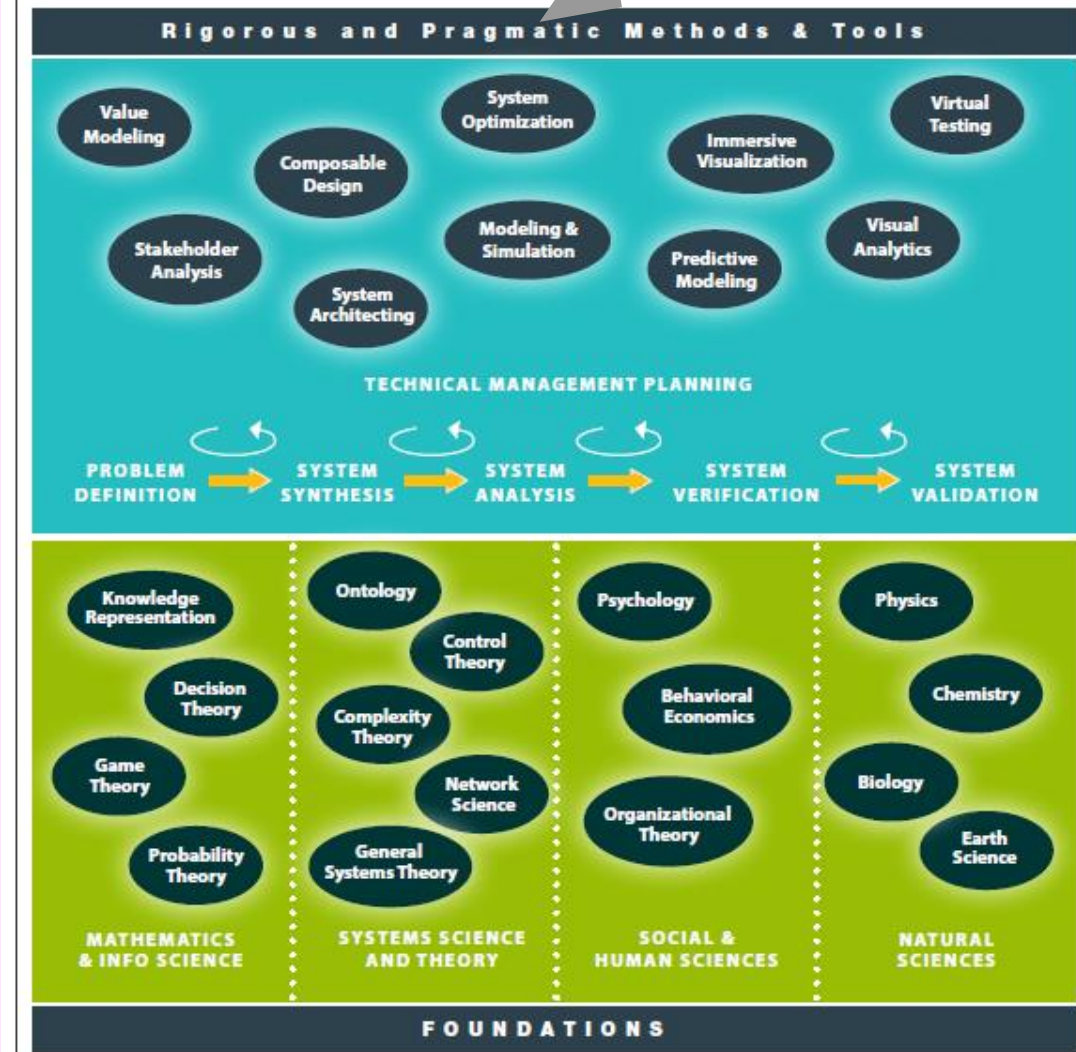 Rigorous and Pragmatic Methods & Tools
Value
Modeling
System
Optimization
Virtual
Testing
Composable
Design
Immersive
Visualization
Stakeholder
Analysis
Modeling &
Simulation
Visual
Analytics
Predictive
Modeling
System
Architecting
TECHNICAL MANAGEMENT PLANNING
PROBLEM
DEFINITION
SYSTEM
SYNTHESIS
SYSTEM
ANALYSIS
SYSTEM
VERIFICATION
SYSTEM
VALIDATION
Knowledge
Representation
Decision
Theory
Game
Theory
Probability
Theory
MATHEMATICS
& INFO SCIENCE
Ontology
Control
Theory
Complexity
Theory
Network
Science
General
Systems Theory
SYSTEMS SCIENCE
AND THEORY
Psychology
Behavioral
Economics
Organizational
Theory
SOCIAL &
HUMAN SCIENCES
Physics
Chemistry
Biology
Earth
Science
NATURAL
SCIENCES
FOUNDATIONS